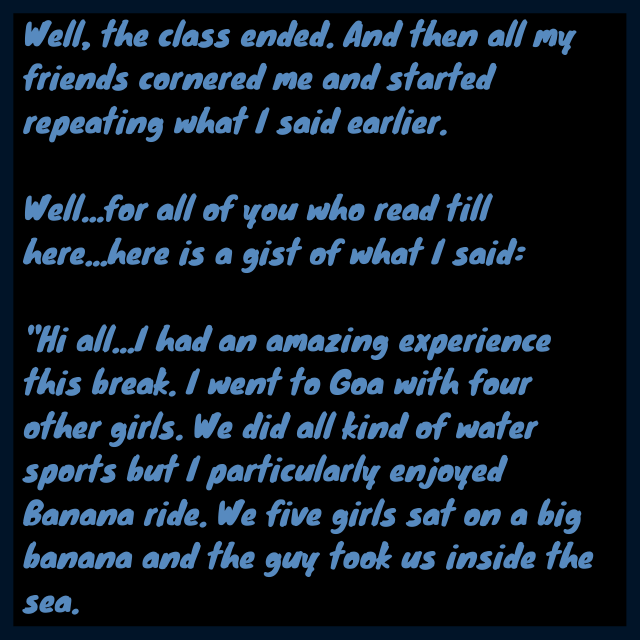 Well, the class ended. And then all my
friends cornered me and started
repeating what I said earlier.
Well...for all of you who read till
here...here is a gist of what I said:
"Hi all...I had an amazing experience
this break. I went to Goa with four
other girls. We did all kind of water
sports but I particularly enjoyed
Banana ride. We five girls sat on a big
banana and the guy took us inside the
sea.